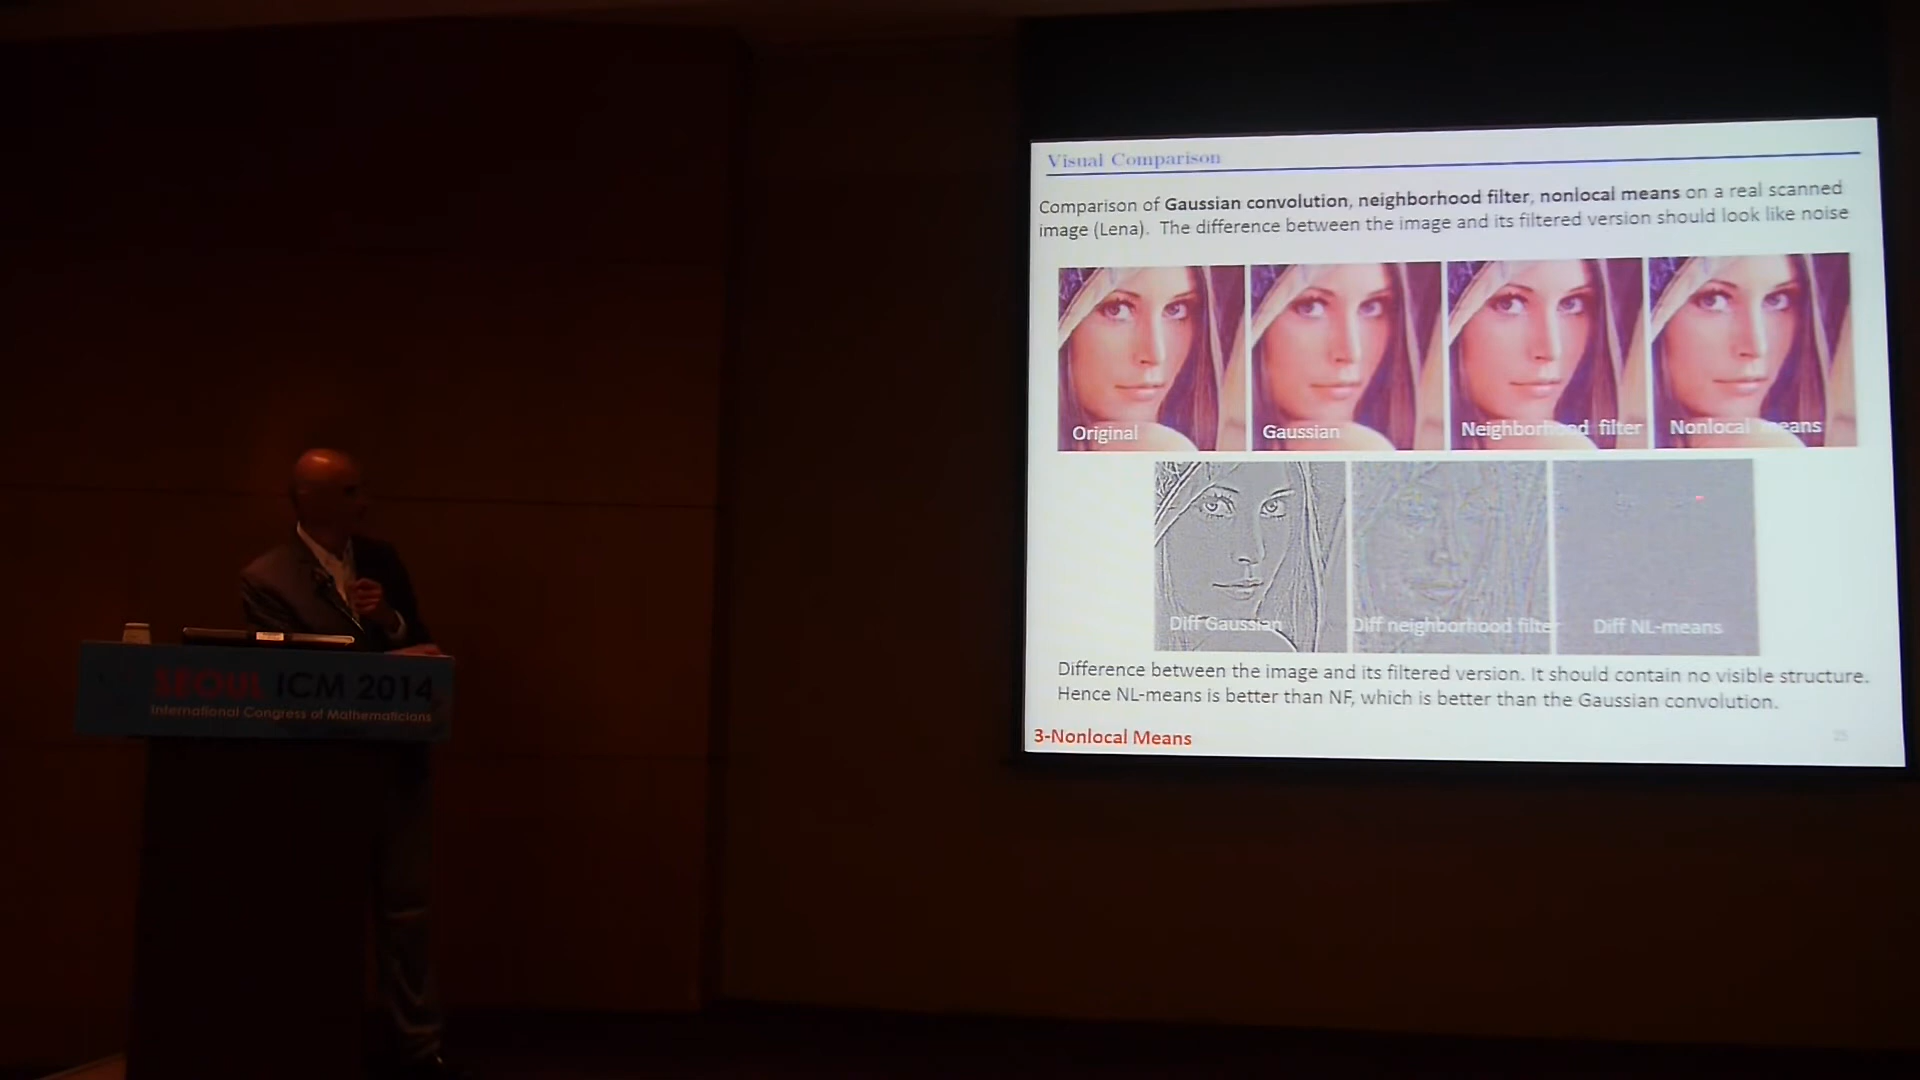 Visual Comparison
Comparison of Gaussian convolution, neighborhood filter, nonlocal means on a real scanned
image (Lena). The difference between the image and its filtered version should look like noise
Original
Gaussian
Neighborhood filter
Nonlocal means
Diff Gaussian
Diff neighborhood filter
Diff NL-means
Difference between the image and its filtered version. It should contain no visible structure.
Hence NL-means is better than NF, which is better than the Gaussian convolution.
3-Nonlocal Means
SEOUL ICM 2014
International Congress of Mathematicians